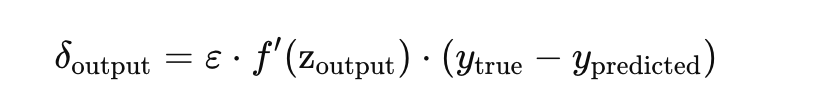 δ_output = ε · f′(z_output) · (y_true − y_predicted)